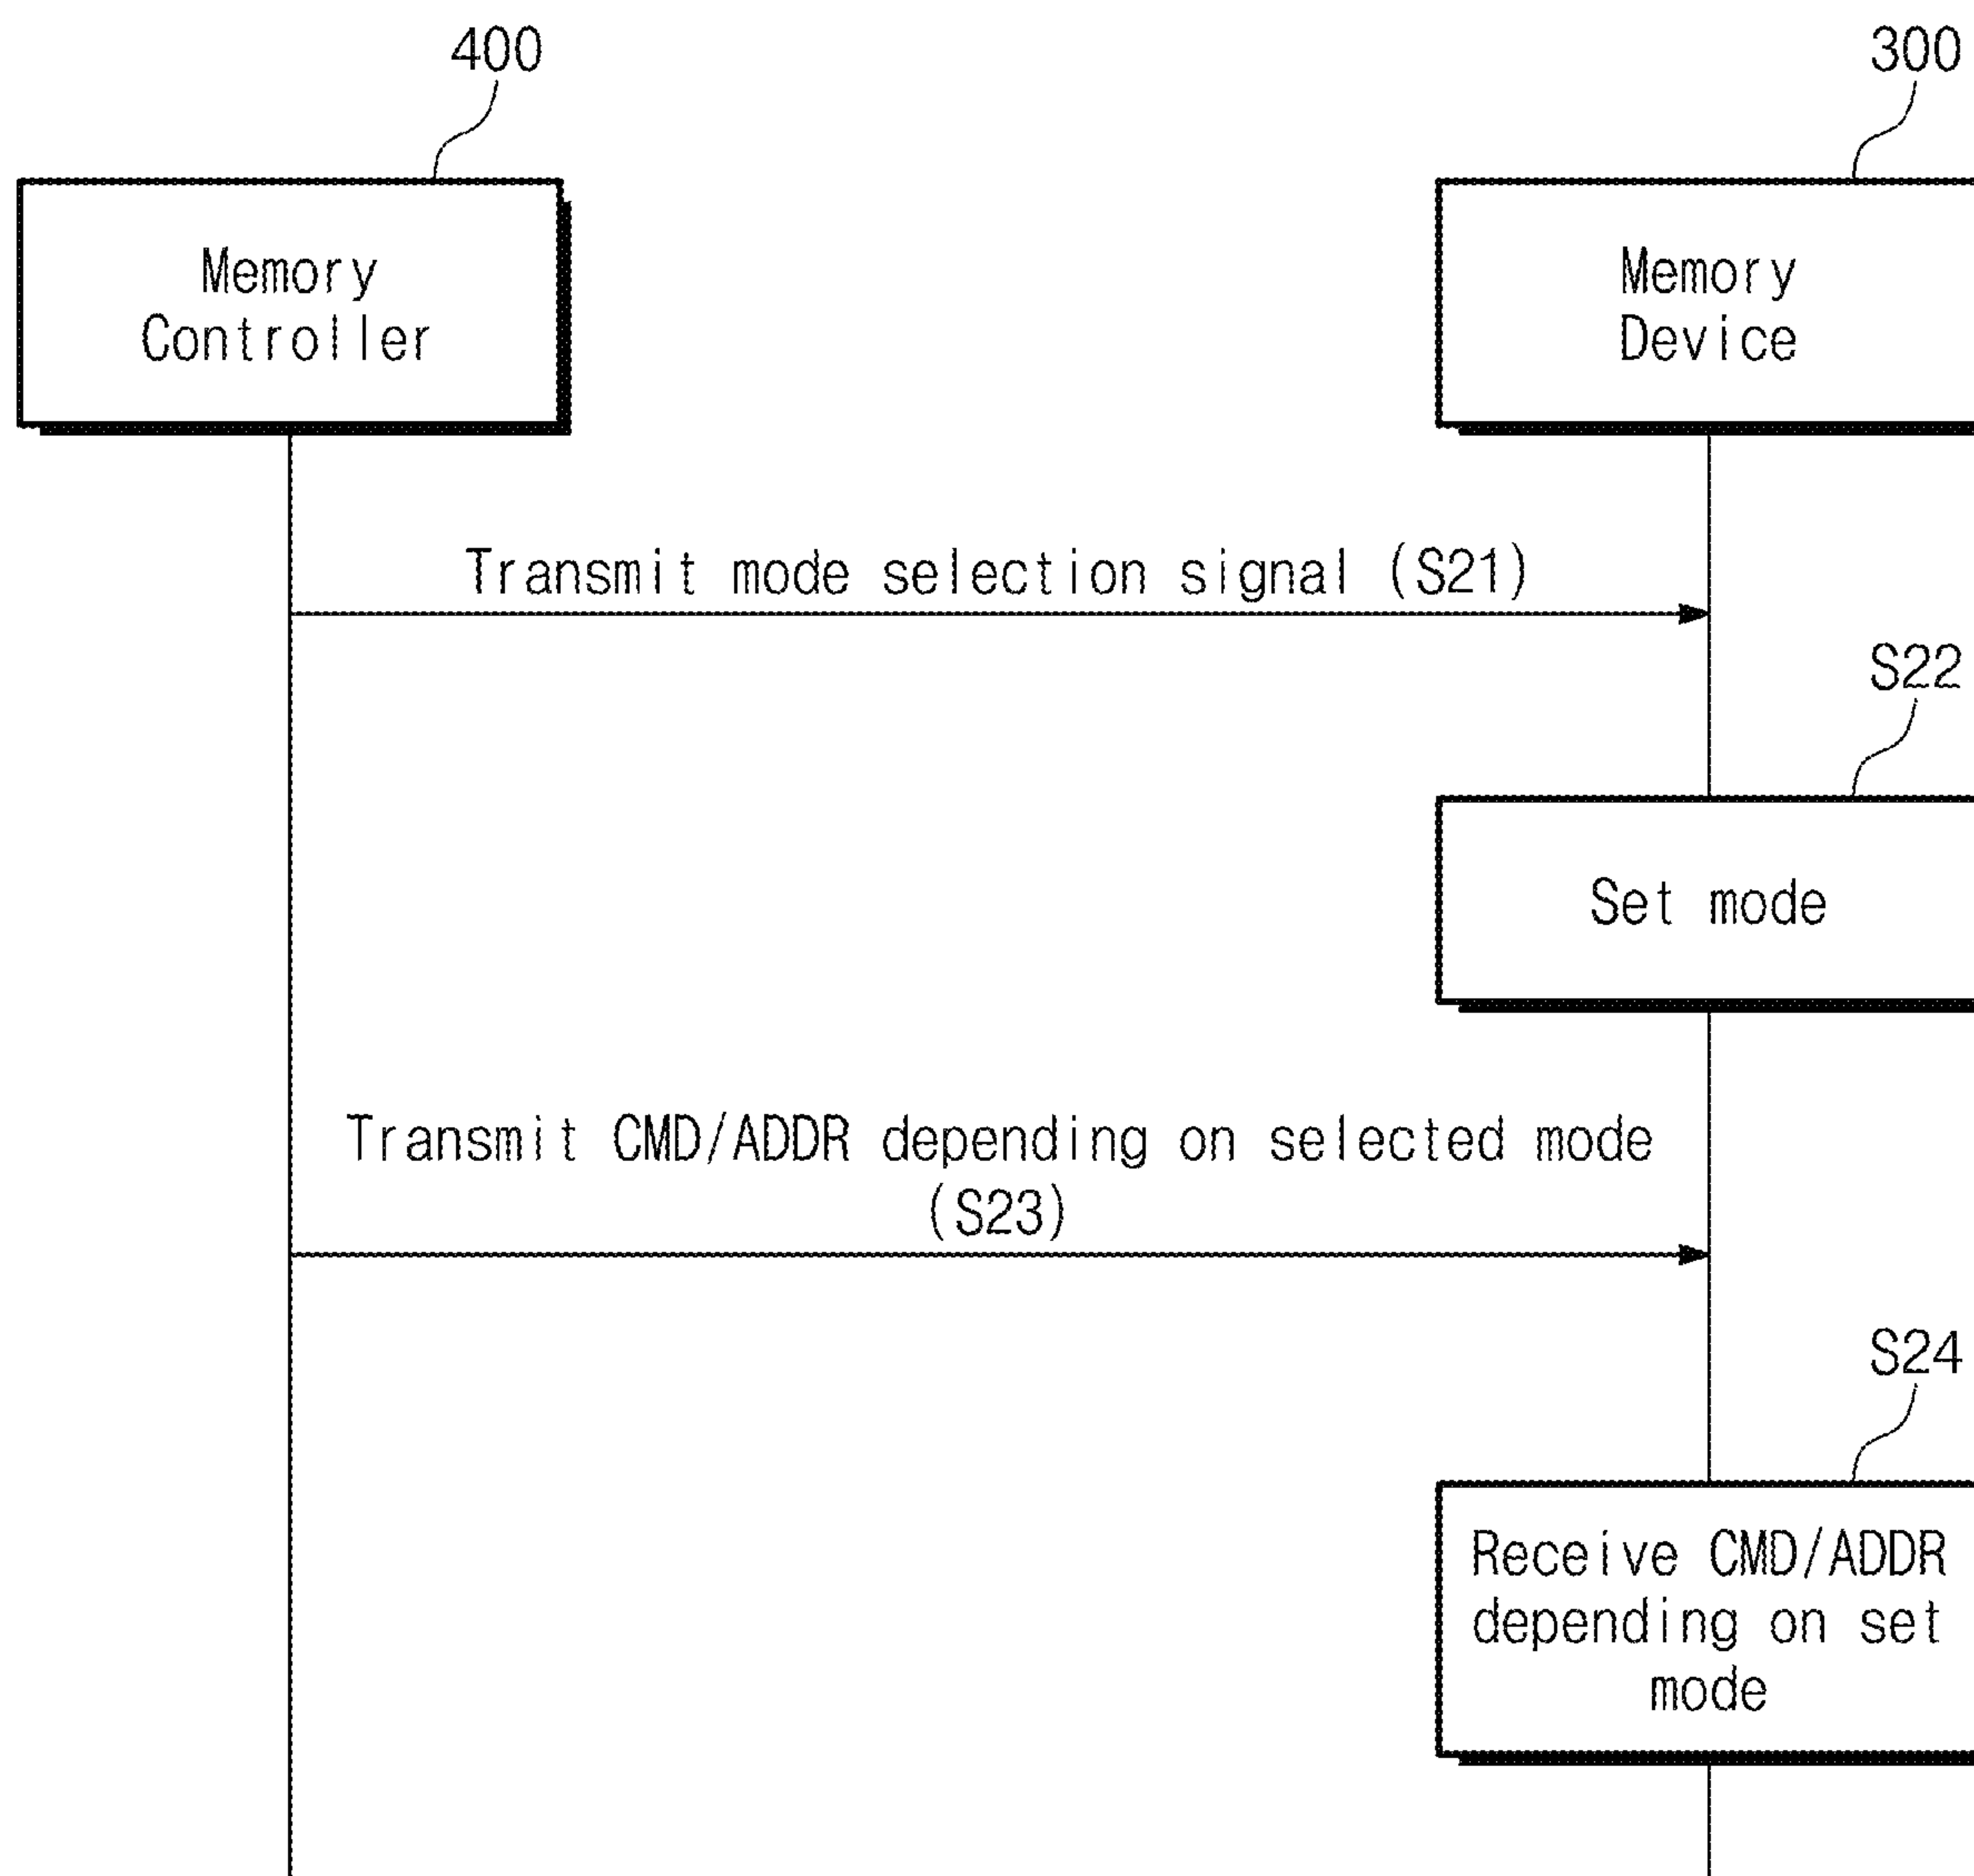 400
300
Memory
Controller
Memory
Device
Transmit mode selection signal (S21)
S22
Set mode
Transmit CMD/ADDR depending on selected mode
(S23)
S24
Receive CMD/ADDR
depending on set
mode